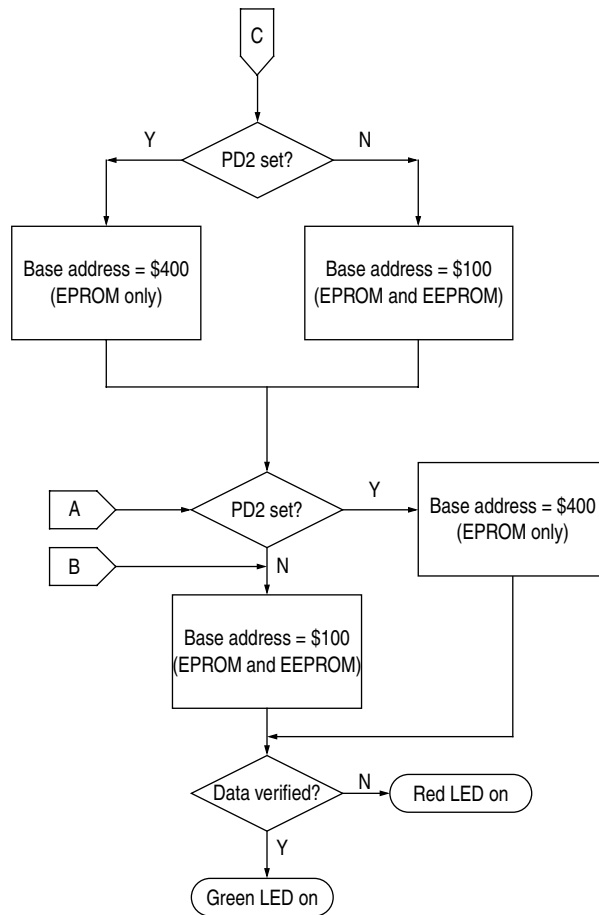 C
Y
PD2 set?
N
Base address = $400
(EPROM only)
Base address = $100
(EPROM and EEPROM)
A
PD2 set?
Y
Base address = $400
(EPROM only)
B
N
Base address = $100
(EPROM and EEPROM)
Data verified?
N
Red LED on
Y
Green LED on